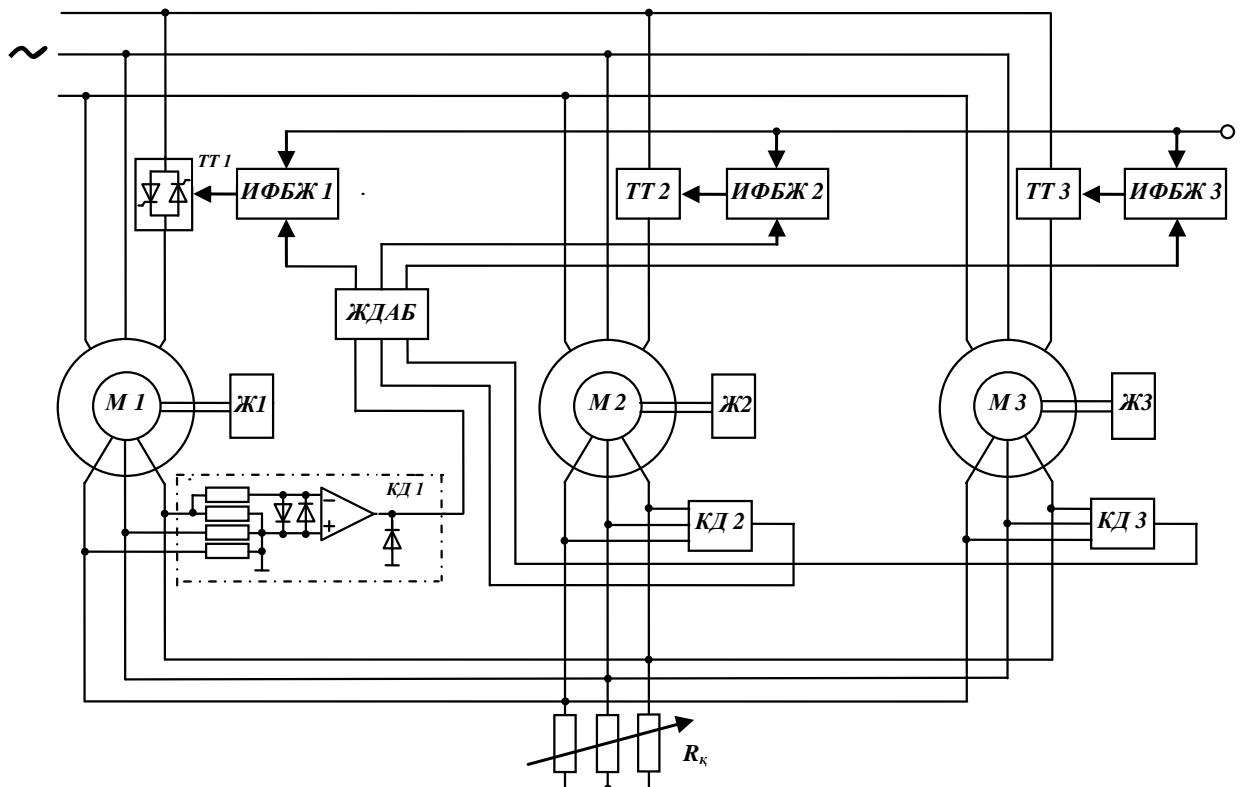 ТТ 1
ИФБЖ 1
ТТ 2
ИФБЖ 2
ТТ 3
ИФБЖ 3
ЖДАБ
М 1
Ж1
М 2
Ж2
М 3
Ж3
КД 1
КД 2
КД 3
Rқ